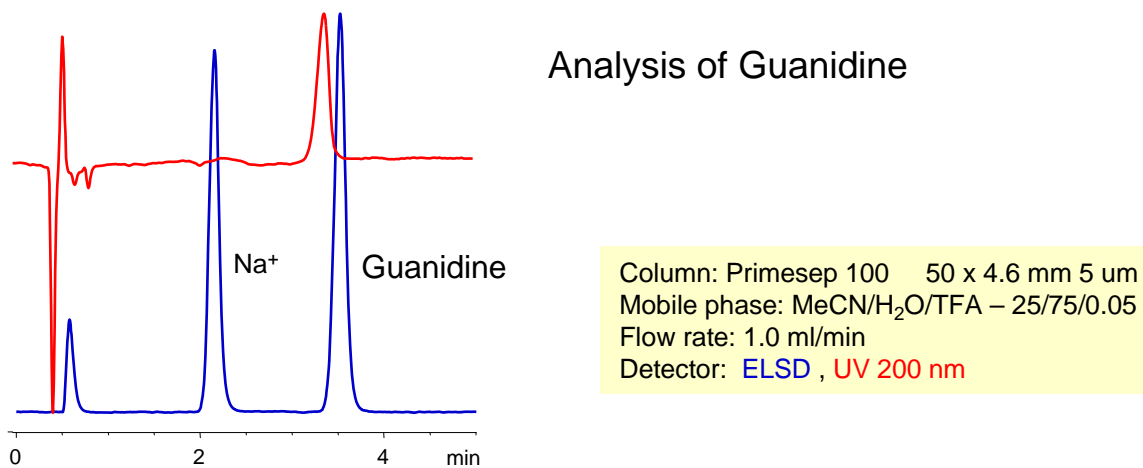 Analysis of Guanidine
Na⁺
Guanidine
Column: Primesep 100 50 x 4.6 mm 5 um
Mobile phase: MeCN/H₂O/TFA – 25/75/0.05
Flow rate: 1.0 ml/min
Detector: ELSD , UV 200 nm
0 2 4 min